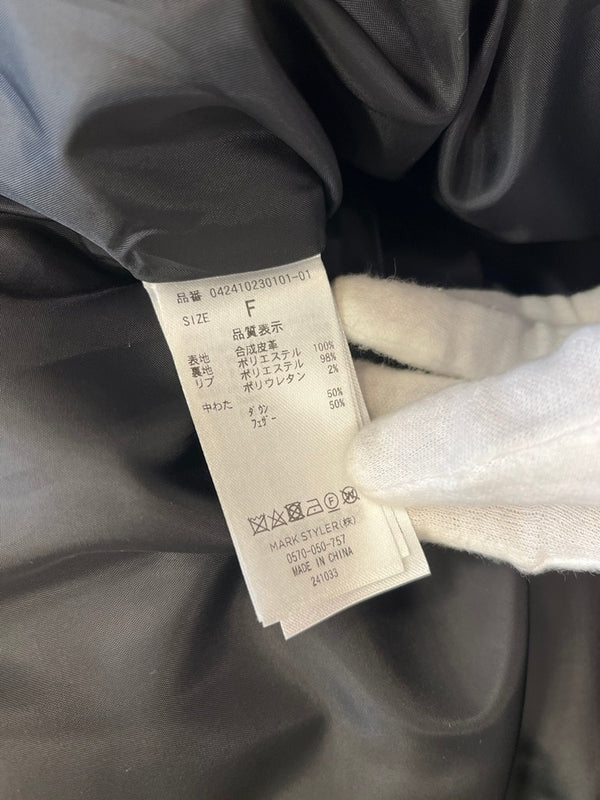 品番 042410230101-01
SIZE F
品質表示
表地 合成皮革
裏地 ポリエステル 100%
リブ ポリエステル 98%
ポリウレタン 2%
中わた ダウン 50%
フェザー 50%
MARK STYLER(株)
0570-050-757
MADE IN CHINA
241033